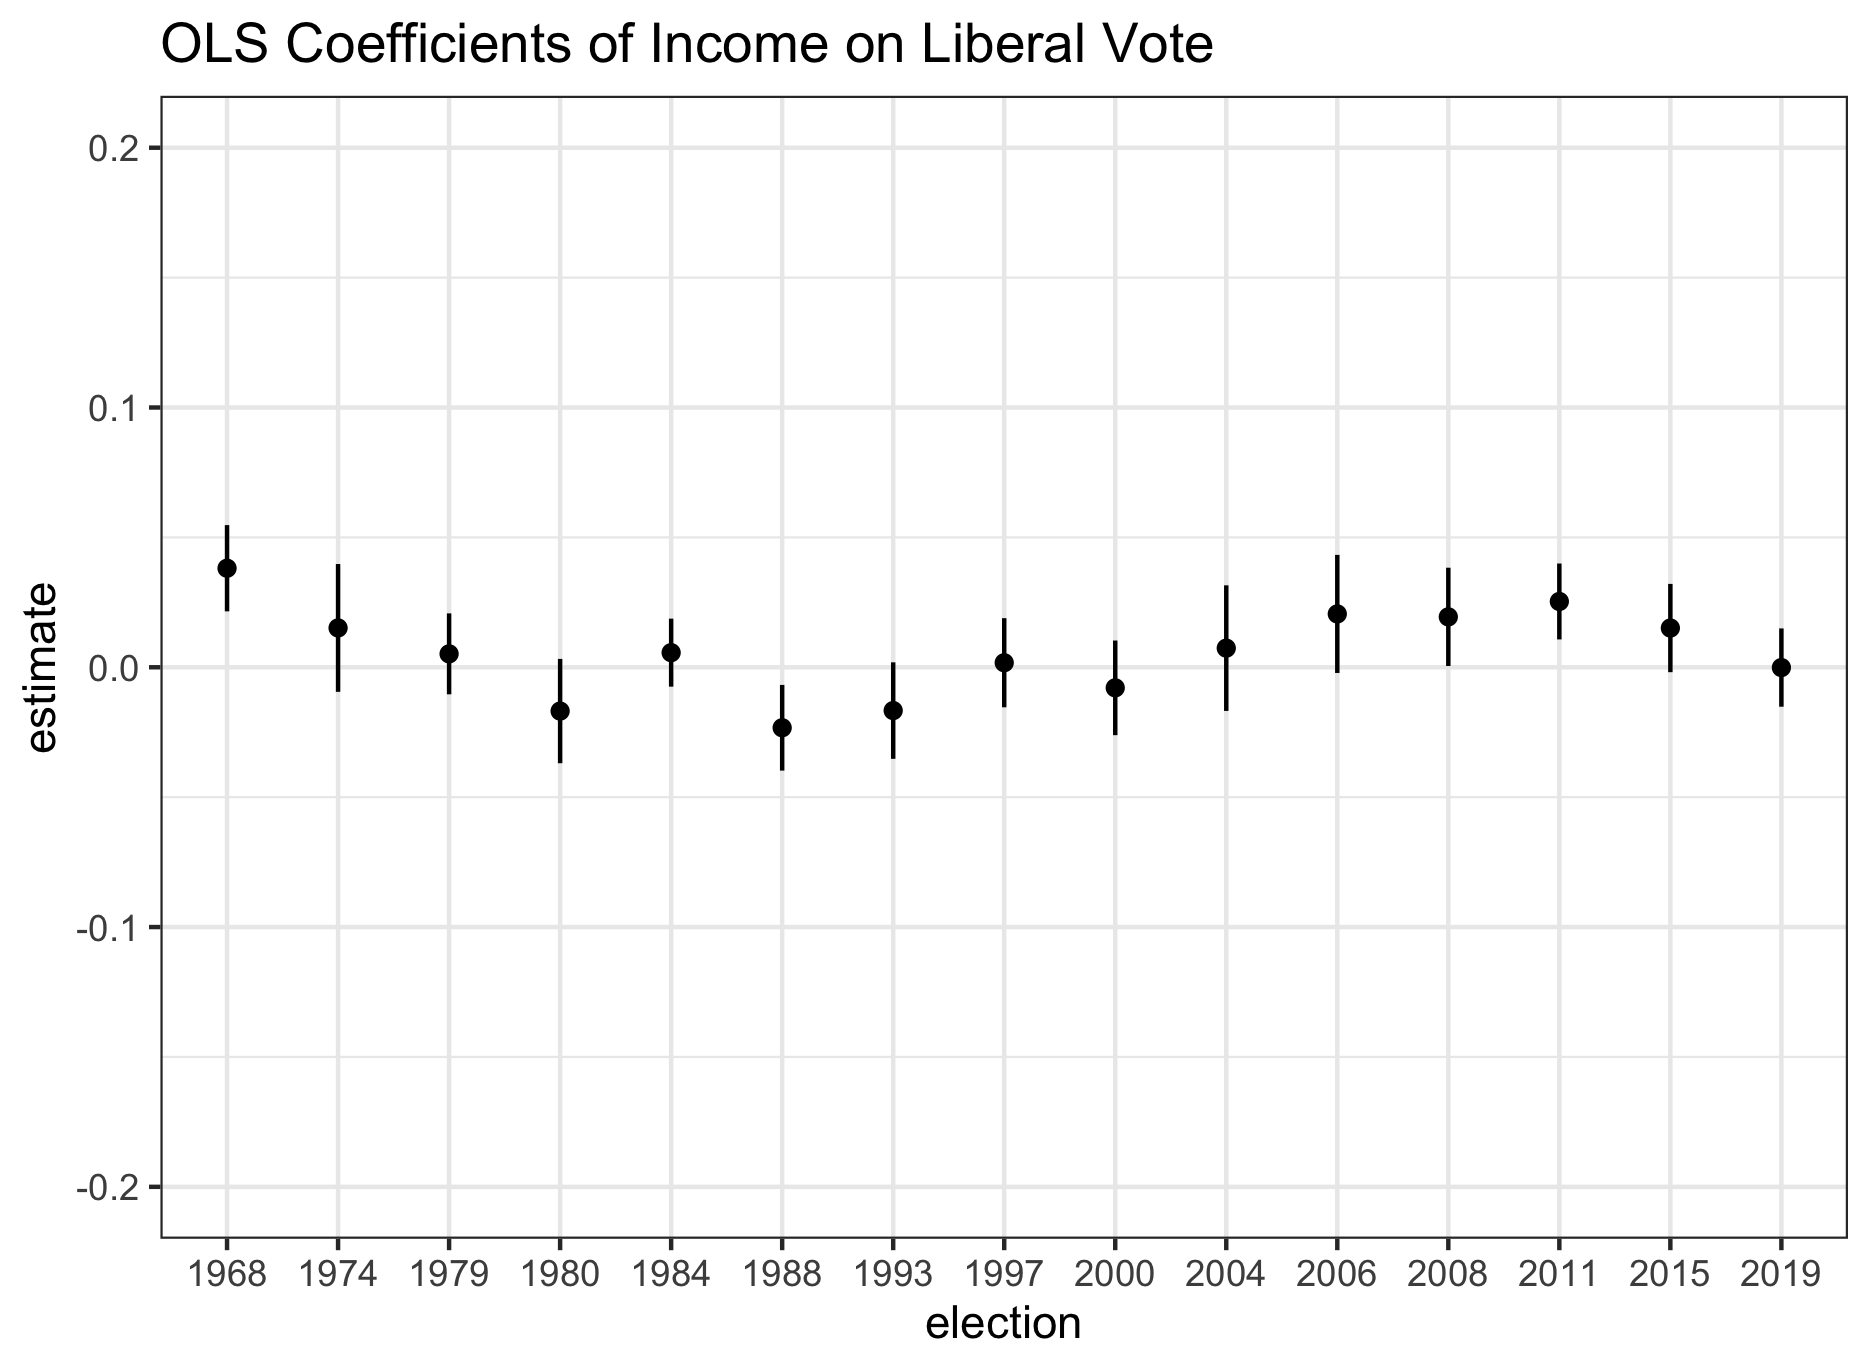 OLS Coefficients of Income on Liberal Vote
0.2
0.1
0.0
-0.1
-0.2
estimate
1968 1974 1979 1980 1984 1988 1993 1997 2000 2004 2006 2008 2011 2015 2019
election